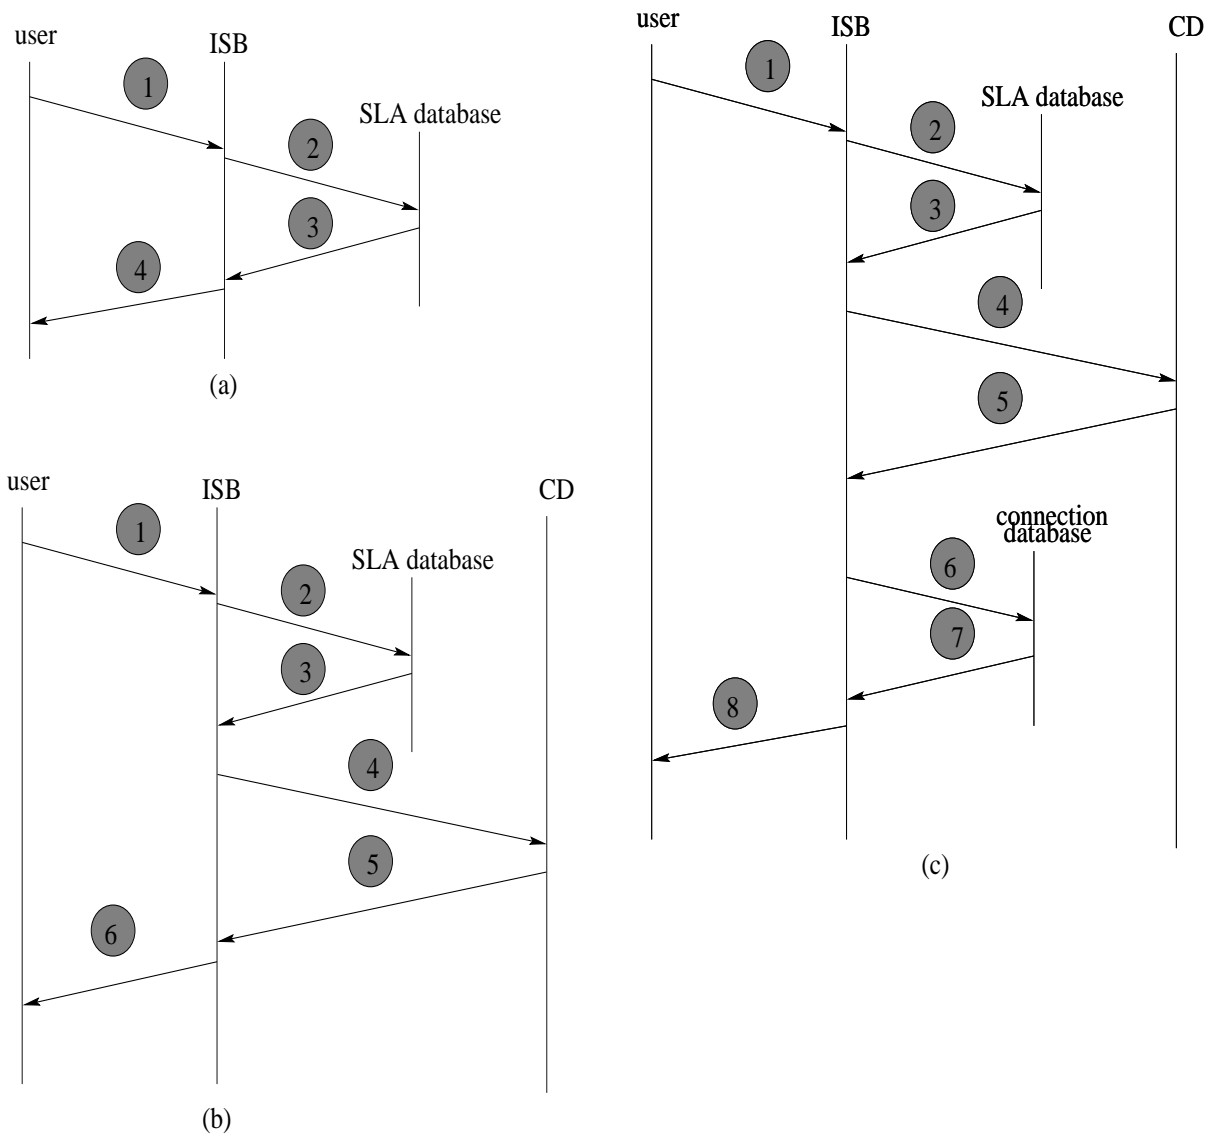 user
ISB
SLA database
1
2
3
4
(a)
user
ISB
CD
SLA database
1
2
3
4
5
6
(b)
user
ISB
CD
SLA database
1
2
3
4
5
connection
database
6
7
8
(c)